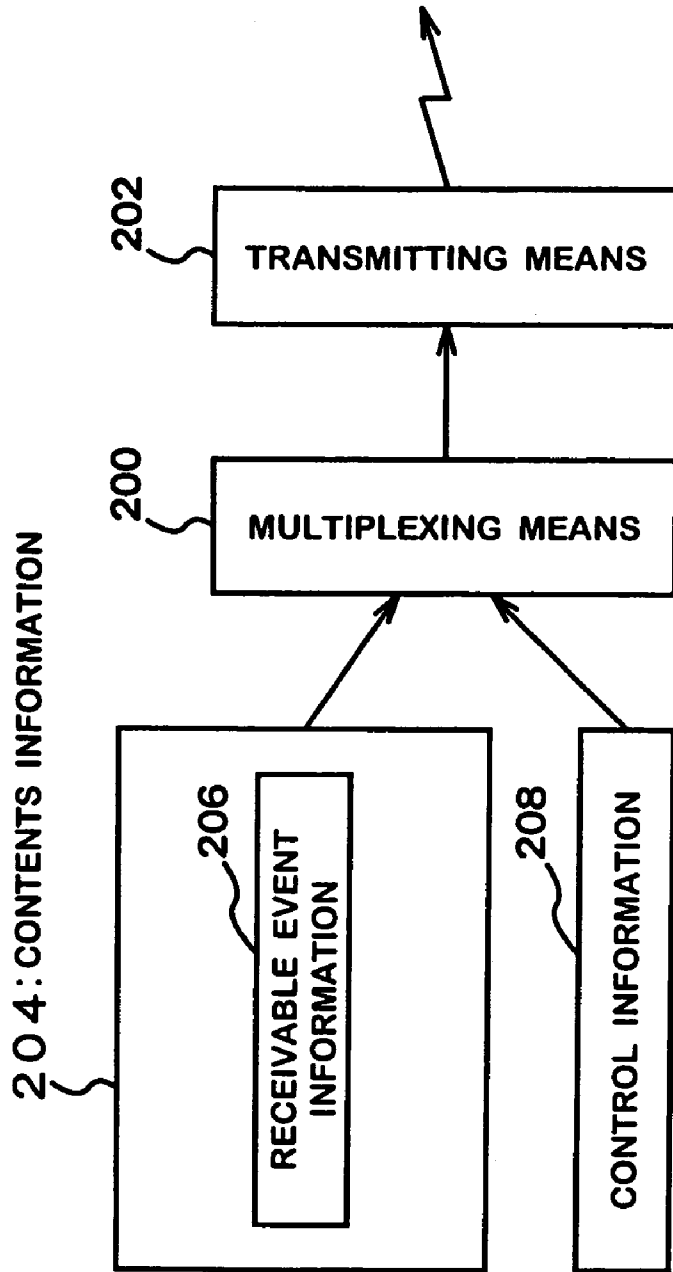 204: CONTENTS INFORMATION
206
RECEIVABLE EVENT
INFORMATION
208
CONTROL INFORMATION
200
MULTIPLEXING MEANS
202
TRANSMITTING MEANS